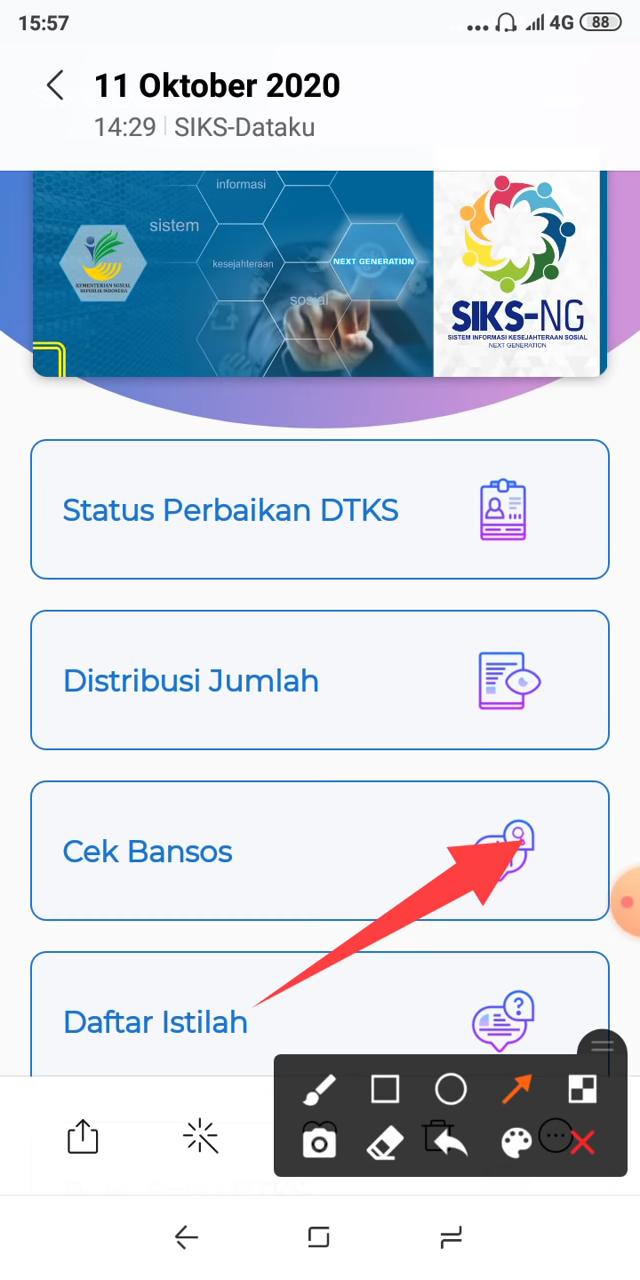 15:57
4G 88
11 Oktober 2020
14:29 | SIKS-Dataku
informasi
sistem
kesejahteraan
NEXT GENERATION
sosial
KEMENTERIAN SOSIAL
REPUBLIK INDONESIA
SIKS-NG
SISTEM INFORMASI KESEJAHTERAAN SOSIAL
NEXT GENERATION
Status Perbaikan DTKS
Distribusi Jumlah
Cek Bansos
Daftar Istilah